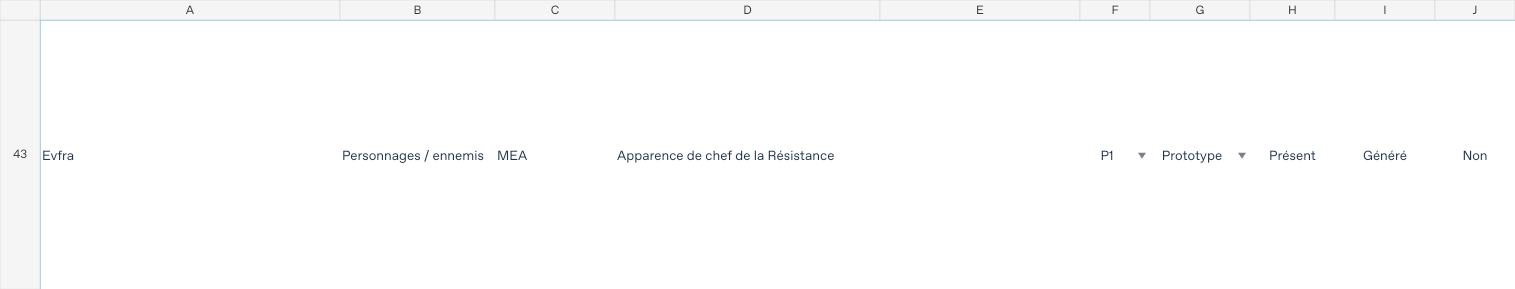 A B C D E F G H I J
43 Evfra Personnages / ennemis MEA Apparence de chef de la Résistance P1 Prototype Présent Généré Non